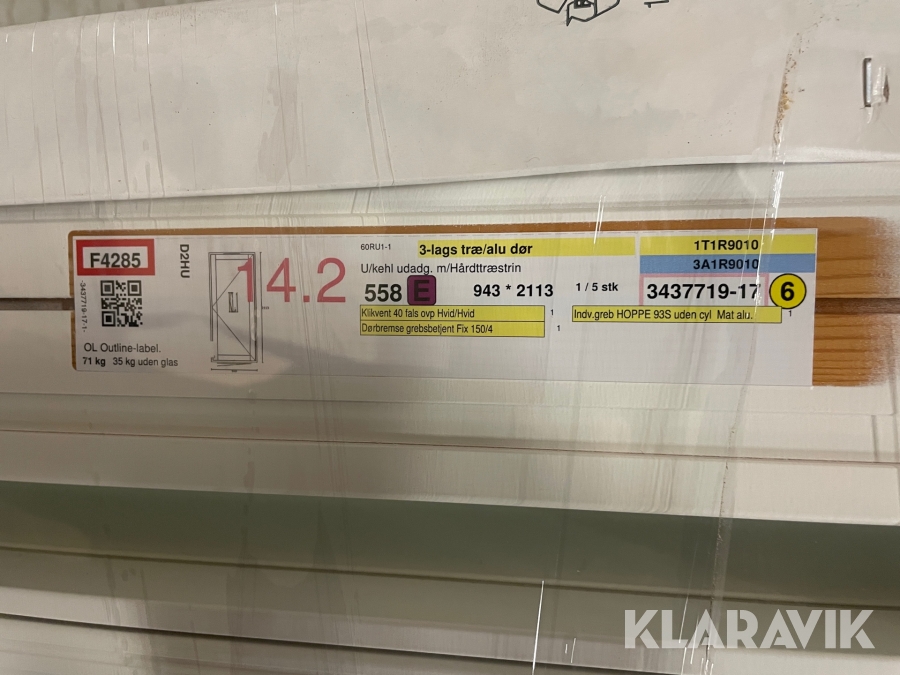 F4285
3437719-17-1-
OL Outline-label.
71 kg 35 kg uden glas
D2HU
14.2
60RU1-1
3-lags træ/alu dør
1T1R9010
U/kehl udadg. m/Hårdttræstrin
3A1R9010
558 E 943 * 2113 1 / 5 stk 3437719-17 6
Klikvent 40 fals ovp Hvid/Hvid 1
Indv.greb HOPPE 93S uden cyl Mat alu. 1
Dørbremse grebsbetjent Fix 150/4 1
KLARAVIK